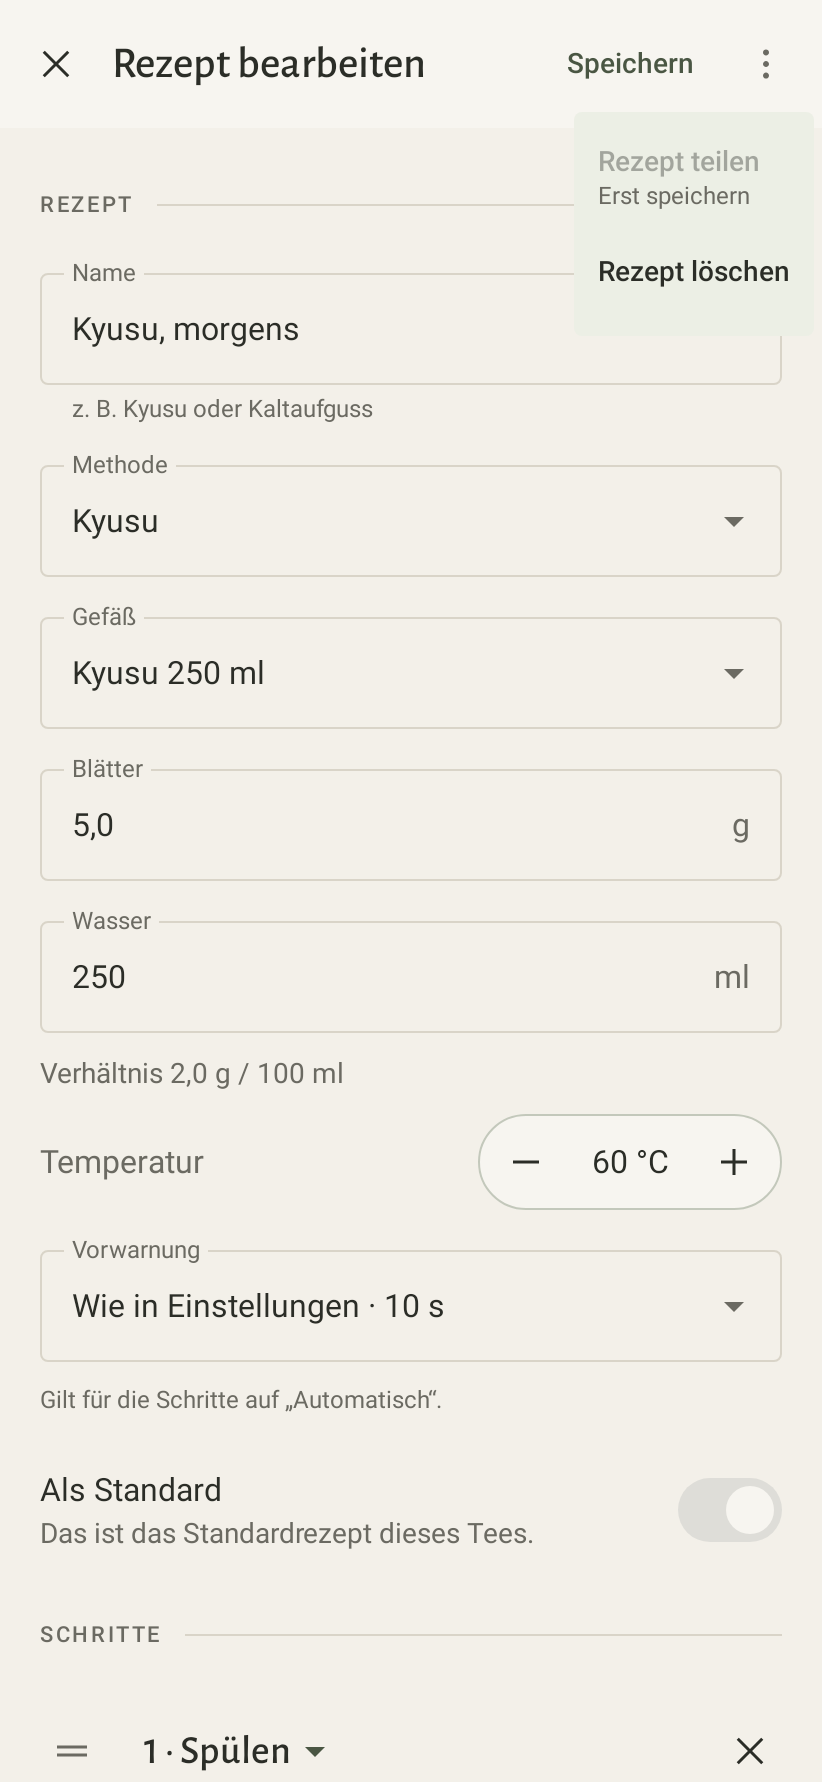 Rezept bearbeiten
Speichern
Rezept teilen
Erst speichern
Rezept löschen
REZEPT
Name
Kyusu, morgens
z. B. Kyusu oder Kaltaufguss
Methode
Kyusu
Gefäß
Kyusu 250 ml
Blätter
5,0 g
Wasser
250 ml
Verhältnis 2,0 g / 100 ml
Temperatur
60 °C
Vorwarnung
Wie in Einstellungen · 10 s
Gilt für die Schritte auf „Automatisch“.
Als Standard
Das ist das Standardrezept dieses Tees.
SCHRITTE
1 · Spülen